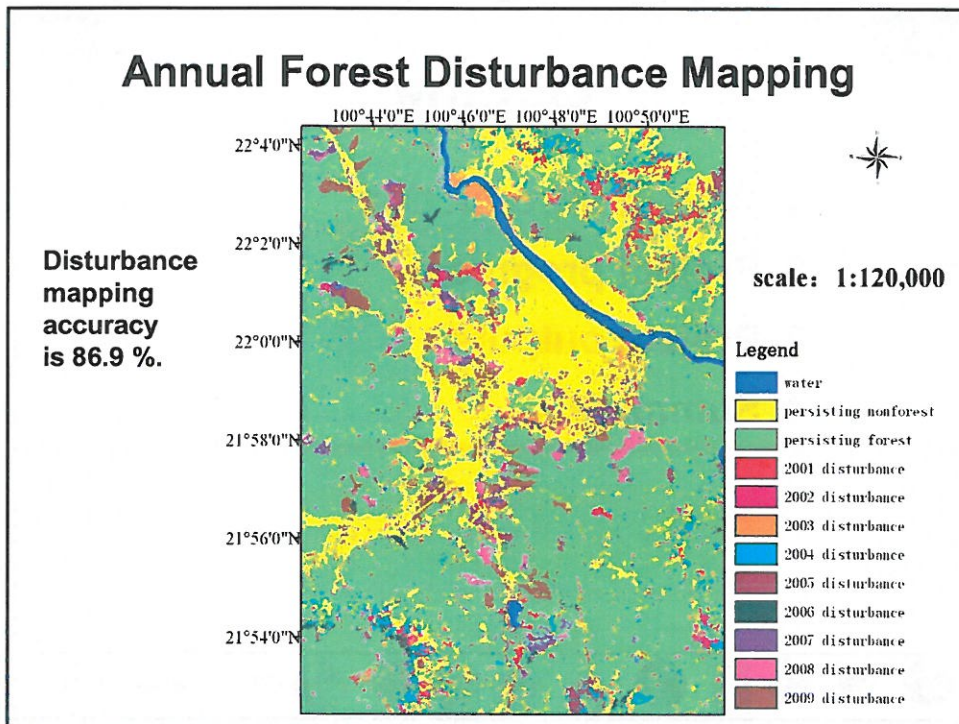 Annual Forest Disturbance Mapping
100°44'0"E 100°46'0"E 100°48'0"E 100°50'0"E
22°4'0"N
22°2'0"N
22°0'0"N
21°58'0"N
21°56'0"N
21°54'0"N
Disturbance
mapping
accuracy
is 86.9 %.
scale: 1:120,000
Legend
water
persisting nonforest
persisting forest
2001 disturbance
2002 disturbance
2003 disturbance
2004 disturbance
2005 disturbance
2006 disturbance
2007 disturbance
2008 disturbance
2009 disturbance